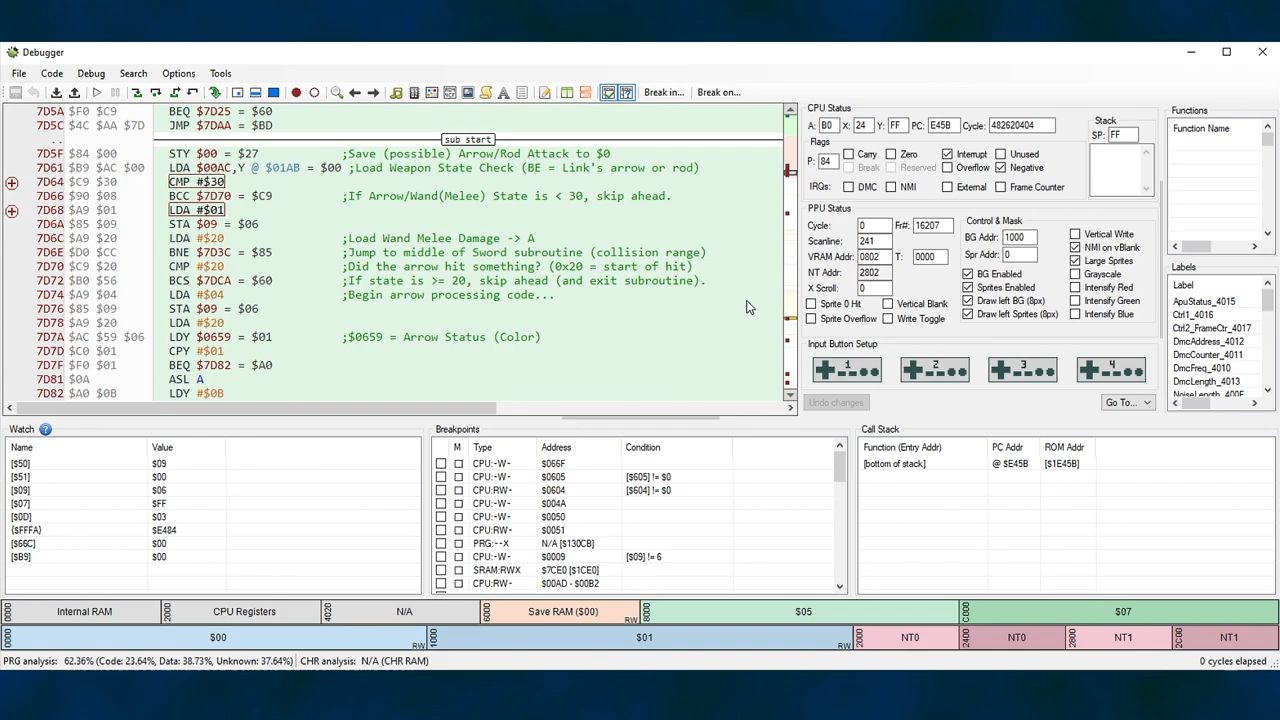 Debugger
File Code Debug Search Options Tools
Break in... Break on...
7D5A $F0 $C9 BEQ $7D25 = $60
7D5C $4C $AA $7D JMP $7DAA = $BD
..
sub start
7D5F $84 $00 STY $00 = $27 ;Save (possible) Arrow/Rod Attack to $0
7D61 $B9 $AC $00 LDA $00AC,Y @ $01AB = $00 ;Load Weapon State Check (BE = Link's arrow or rod)
7D64 $C9 $30 CMP #$30
7D66 $90 $08 BCC $7D70 = $C9 ;If Arrow/Wand(Melee) State is < 30, skip ahead.
7D68 $A9 $01 LDA #$01
7D6A $85 $09 STA $09 = $06
7D6C $A9 $20 LDA #$20 ;Load Wand Melee Damage -> A
7D6E $D0 $CC BNE $7D3C = $85 ;Jump to middle of Sword subroutine (collision range)
7D70 $C9 $20 CMP #$20 ;Did the arrow hit something? (0x20 = start of hit)
7D72 $B0 $56 BCS $7DCA = $60 ;If state is >= 20, skip ahead (and exit subroutine).
7D74 $A9 $04 LDA #$04 ;Begin arrow processing code...
7D76 $85 $09 STA $09 = $06
7D78 $A9 $20 LDA #$20
7D7A $AC $59 $06 LDY $0659 = $01 ;$0659 = Arrow Status (Color)
7D7D $C0 $01 CPY #$01
7D7F $F0 $01 BEQ $7D82 = $A0
7D81 $0A ASL A
7D82 $A0 $0B LDY #$0B
CPU Status
A: B0 X: 24 Y: FF PC: E45B Cycle: 482620404
Flags
P: 84 Carry Zero Interrupt Unused
Break Reserved Overflow Negative
IRQs: DMC NMI External Frame Counter
Stack
SP: FF
PPU Status
Cycle: 0 Fr#: 16207
Scanline: 241
VRAM Addr: 0802 T: 0000
NT Addr: 2802
X Scroll: 0
Sprite 0 Hit Vertical Blank
Sprite Overflow Write Toggle
Control & Mask
BG Addr: 1000
Spr Addr: 0
BG Enabled
Sprites Enabled
Draw left BG (8px)
Draw left Sprites (8px)
Vertical Write
NMI on vBlank
Large Sprites
Grayscale
Intensify Red
Intensify Green
Intensify Blue
Input Button Setup
1 2 3 4
Undo changes Go To...
Functions
Function Name
Labels
Label
ApuStatus_4015
Ctrl1_4016
Ctrl2_FrameCtr_4017
DmcAddress_4012
DmcCounter_4011
DmcFreq_4010
DmcLength_4013
NoiseLength_400F
Watch
Name Value
[$50] $09
[$51] $00
[$09] $06
[$07] $FF
[$0D] $03
{$FFFA} $E484
[$66C] $00
[$B9] $00
Breakpoints
M Type Address Condition
CPU:-W- $066F
CPU:-W- $0605 [$605] != $0
CPU:RW- $0604 [$604] != $0
CPU:-W- $004A
CPU:-W- $0050
CPU:RW- $0051
PRG:--X N/A [$130CB]
CPU:-W- $0009 [$09] != 6
SRAM:RWX $7CE0 [$1CE0]
CPU:RW- $00AD - $00B2
Call Stack
Function (Entry Addr) PC Addr ROM Addr
[bottom of stack] @ $E45B [$1E45B]
0000 Internal RAM 2000 CPU Registers 4020 N/A 6000 Save RAM ($00) RW 8000 $05 C000 $07
0000 $00 RW 1000 $01 RW 2000 NT0 2400 NT0 2800 NT1 2C00 NT1
PRG analysis: 62.36% (Code: 23.64%, Data: 38.73%, Unknown: 37.64%) CHR analysis: N/A (CHR RAM) 0 cycles elapsed